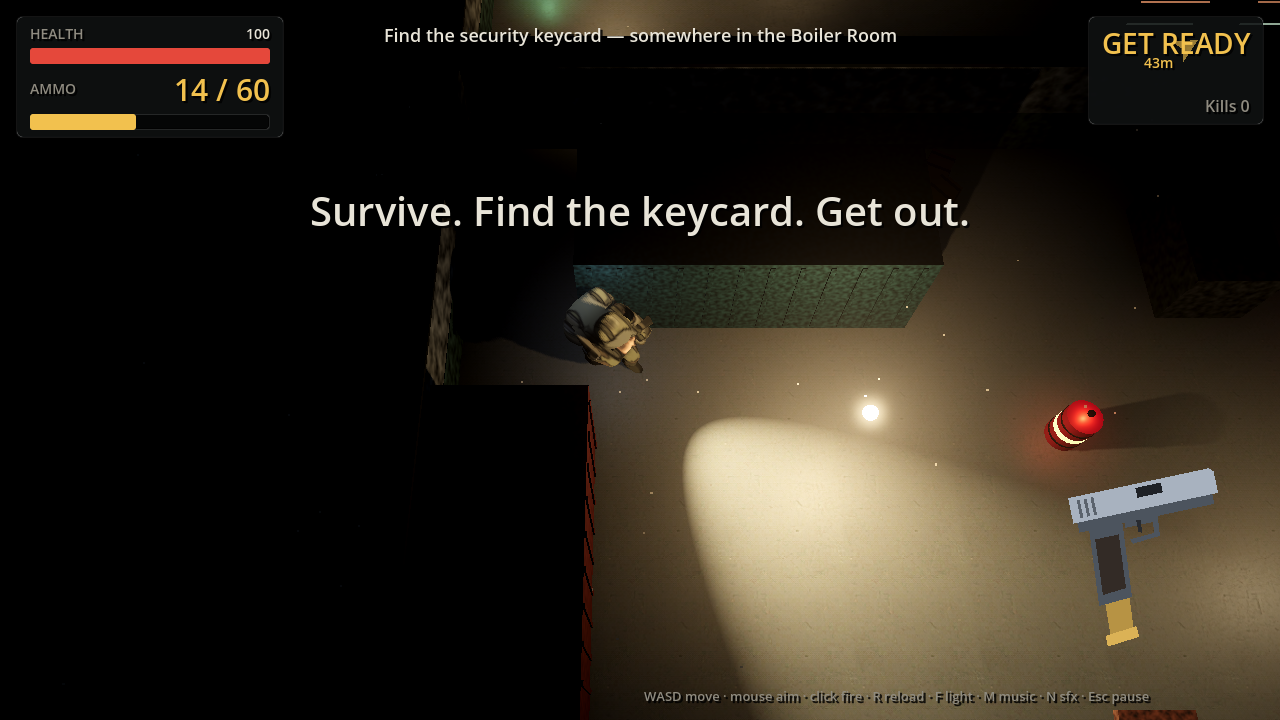 HEALTH 100
AMMO 14 / 60
Find the security keycard — somewhere in the Boiler Room
GET READY
43m
Kills 0
Survive. Find the keycard. Get out.
WASD move · mouse aim · click fire · R reload · F light · M music · N sfx · Esc pause